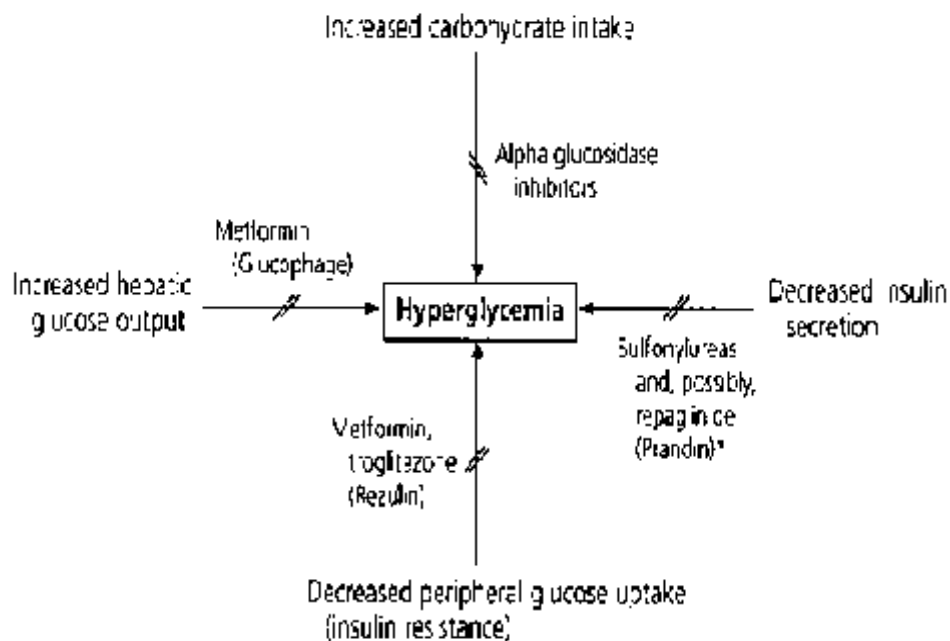 Increased carbohydrate intake
Alpha glucosidase
inhibitors
Metformin
(Glucophage)
Increased hepatic
glucose output
Hyperglycemia
Decreased insulin
secretion
Sulfonylureas
and, possibly,
repaglinide
(Prandin)*
Metformin,
troglitazone
(Rezulin)
Decreased peripheral glucose uptake
(insulin resistance)